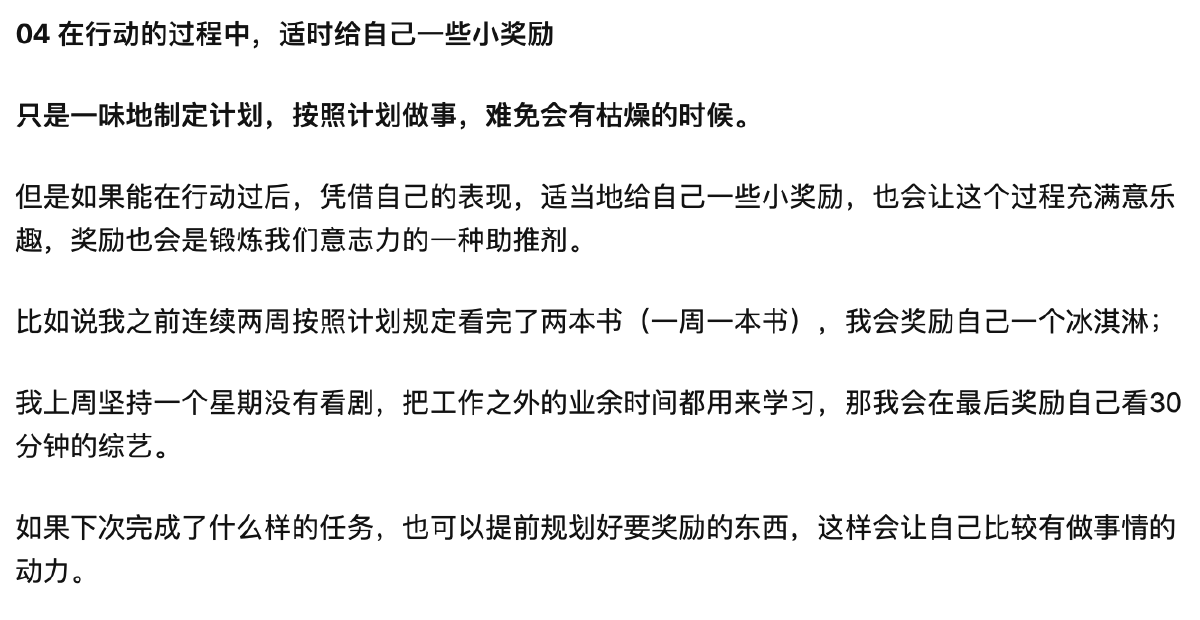 04 在行动的过程中，适时给自己一些小奖励
只是一味地制定计划，按照计划做事，难免会有枯燥的时候。
但是如果能在行动过后，凭借自己的表现，适当地给自己一些小奖励，也会让这个过程充满意乐
趣，奖励也会是锻炼我们意志力的一种助推剂。
比如说我之前连续两周按照计划规定看完了两本书（一周一本书），我会奖励自己一个冰淇淋；
我上周坚持一个星期没有看剧，把工作之外的业余时间都用来学习，那我会在最后奖励自己看30
分钟的综艺。
如果下次完成了什么样的任务，也可以提前规划好要奖励的东西，这样会让自己比较有做事情的
动力。